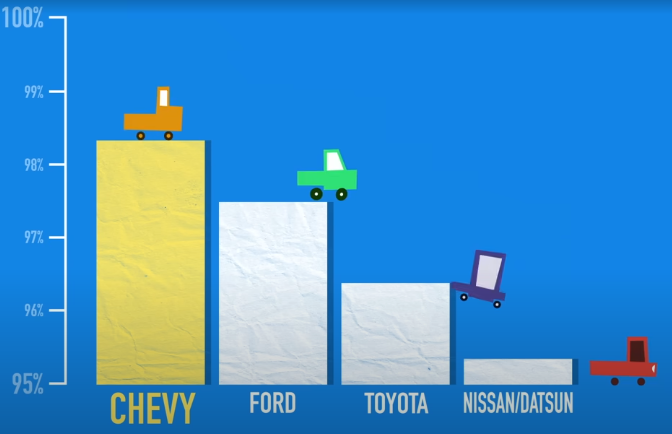 100%
99%
98%
97%
96%
95%
CHEVY
FORD
TOYOTA
NISSAN/DATSUN